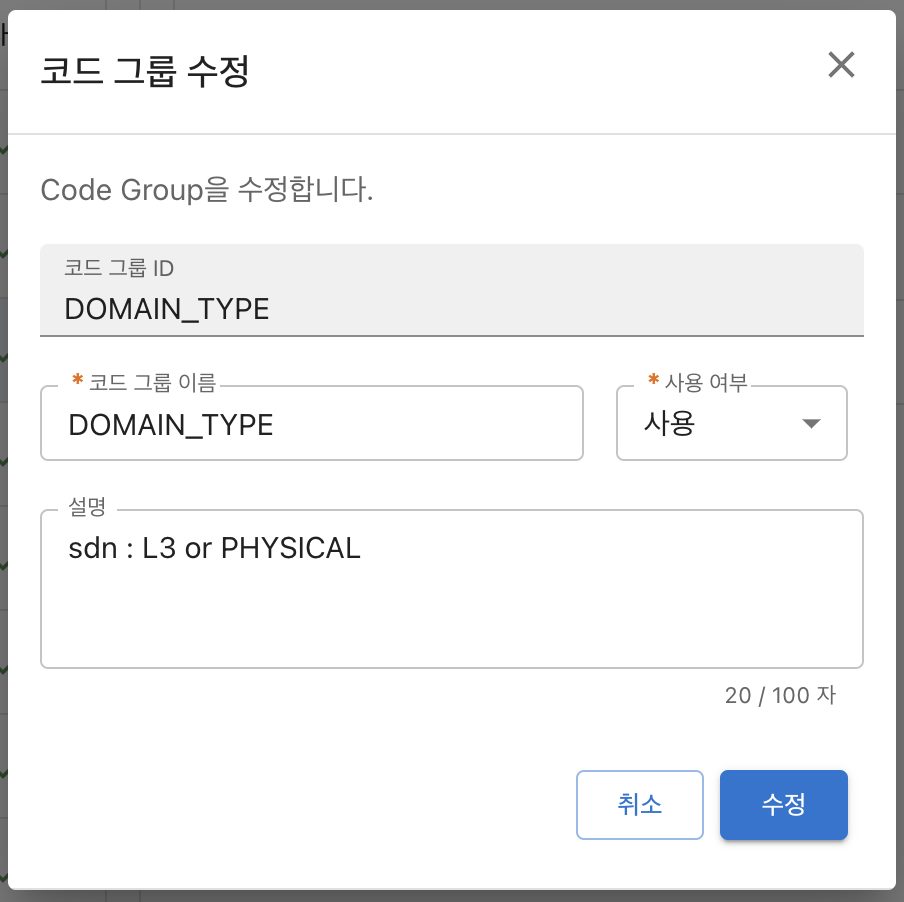 코드 그룹 수정
Code Group을 수정합니다.
코드 그룹 ID
DOMAIN_TYPE
* 코드 그룹 이름
DOMAIN_TYPE
* 사용 여부
사용
설명
sdn : L3 or PHYSICAL
20 / 100 자
취소
수정